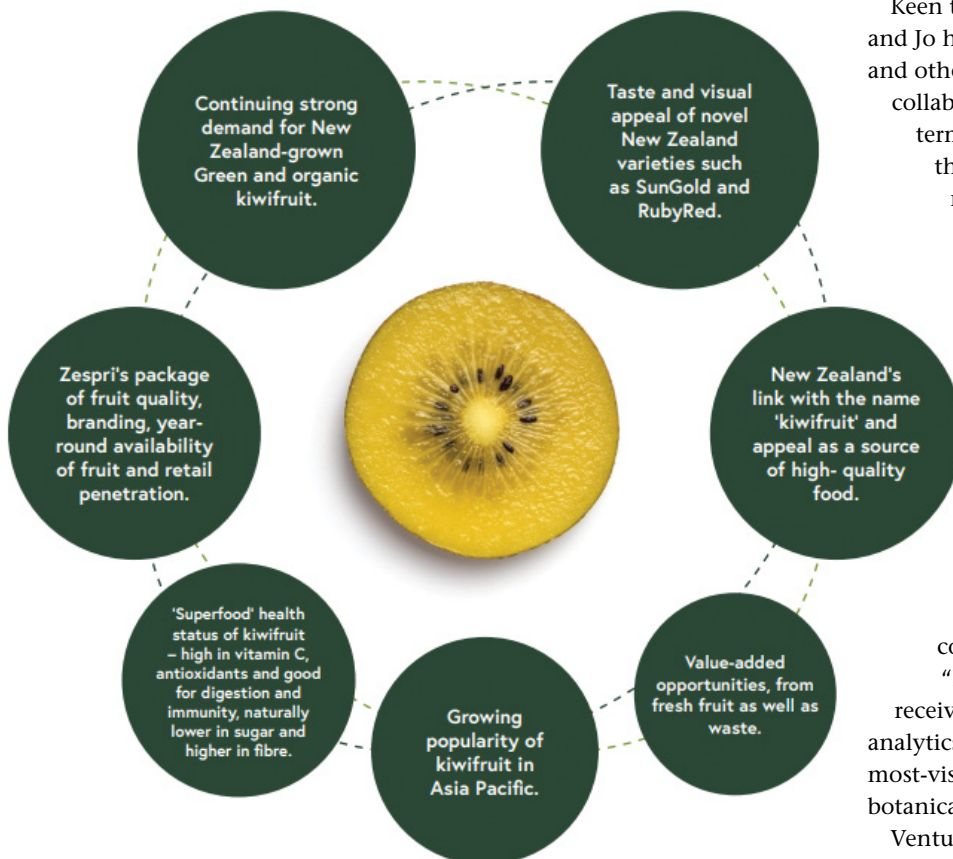 Continuing strong
demand for New
Zealand-grown
Green and organic
kiwifruit.
Taste and visual
appeal of novel
New Zealand
varieties such
as SunGold and
RubyRed.
New Zealand's
link with the name
'kiwifruit' and
appeal as a source
of high- quality
food.
Value-added
opportunities, from
fresh fruit as well as
waste.
Growing
popularity of
kiwifruit in
Asia Pacific.
'Superfood' health
status of kiwifruit
– high in vitamin C,
antioxidants and good
for digestion and
immunity, naturally
lower in sugar and
higher in fibre.
Zespri's package
of fruit quality,
branding, year-
round availability
of fruit and retail
penetration.
Keen
and Jo
and
receiv
analytics
most-vis
botanica
Ventu